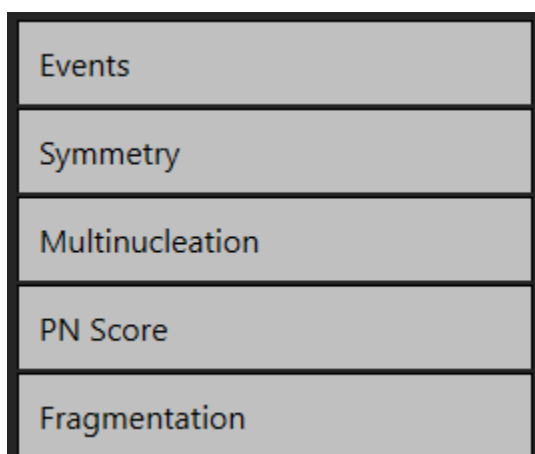 Events
Symmetry
Multinucleation
PN Score
Fragmentation